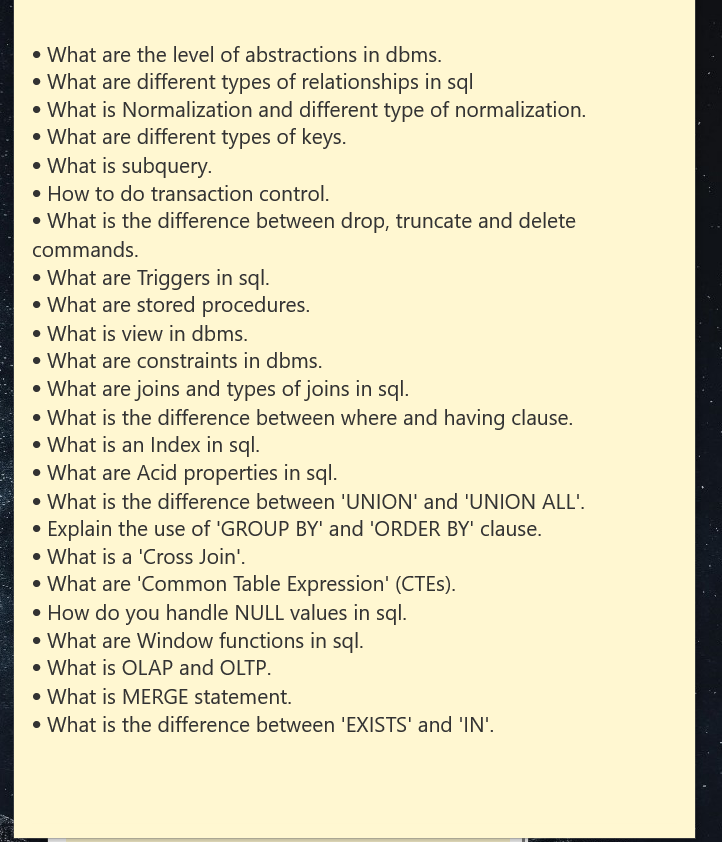 • What are the level of abstractions in dbms.
• What are different types of relationships in sql
• What is Normalization and different type of normalization.
• What are different types of keys.
• What is subquery.
• How to do transaction control.
• What is the difference between drop, truncate and delete
commands.
• What are Triggers in sql.
• What are stored procedures.
• What is view in dbms.
• What are constraints in dbms.
• What are joins and types of joins in sql.
• What is the difference between where and having clause.
• What is an Index in sql.
• What are Acid properties in sql.
• What is the difference between 'UNION' and 'UNION ALL'.
• Explain the use of 'GROUP BY' and 'ORDER BY' clause.
• What is a 'Cross Join'.
• What are 'Common Table Expression' (CTEs).
• How do you handle NULL values in sql.
• What are Window functions in sql.
• What is OLAP and OLTP.
• What is MERGE statement.
• What is the difference between 'EXISTS' and 'IN'.